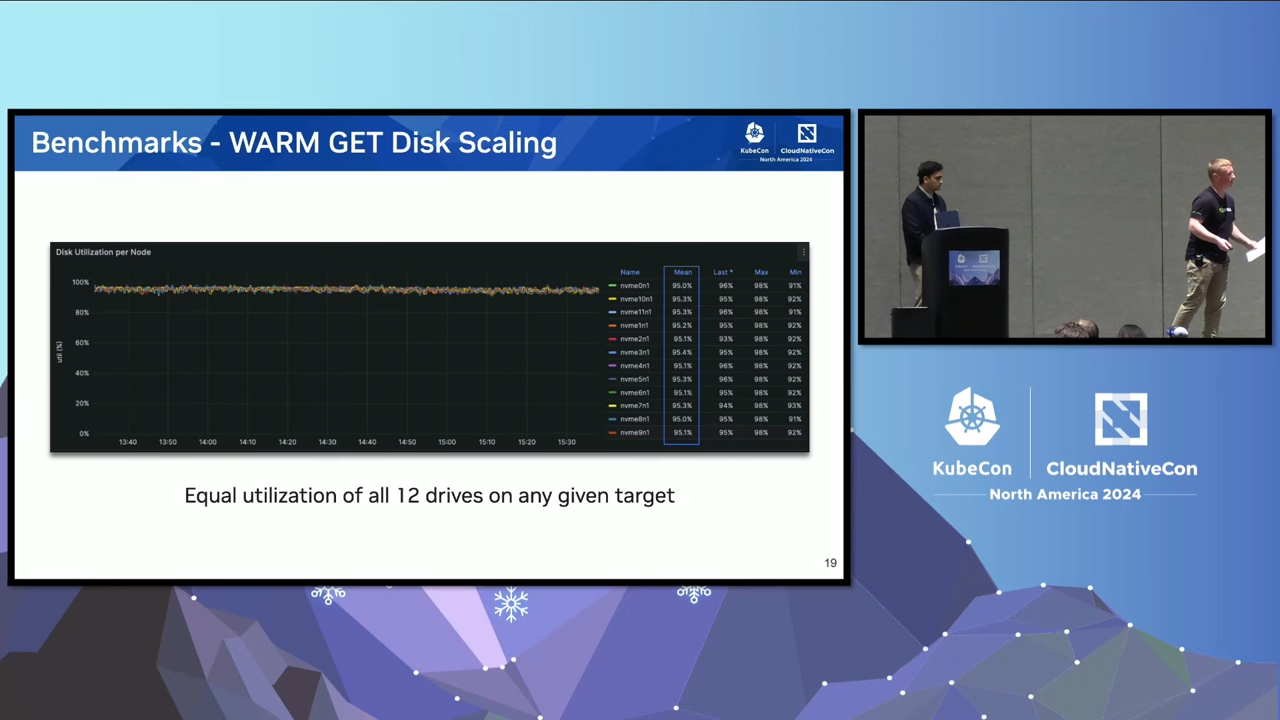 Benchmarks - WARM GET Disk Scaling
KubeCon
CloudNativeCon
North America 2024
Disk Utilization per Node
util (%)
100%
80%
60%
40%
20%
0%
13:40 13:50 14:00 14:10 14:20 14:30 14:40 14:50 15:00 15:10 15:20 15:30
Name Mean Last * Max Min
nvme0n1 95.0% 96% 98% 91%
nvme10n1 95.3% 95% 98% 92%
nvme11n1 95.3% 96% 98% 91%
nvme1n1 95.2% 95% 98% 92%
nvme2n1 95.1% 93% 98% 92%
nvme3n1 95.4% 95% 98% 92%
nvme4n1 95.1% 96% 98% 92%
nvme5n1 95.3% 96% 98% 92%
nvme6n1 95.1% 95% 98% 92%
nvme7n1 95.3% 94% 98% 93%
nvme8n1 95.0% 95% 98% 91%
nvme9n1 95.1% 95% 98% 92%
Equal utilization of all 12 drives on any given target
19
KubeCon
CloudNativeCon
North America 2024